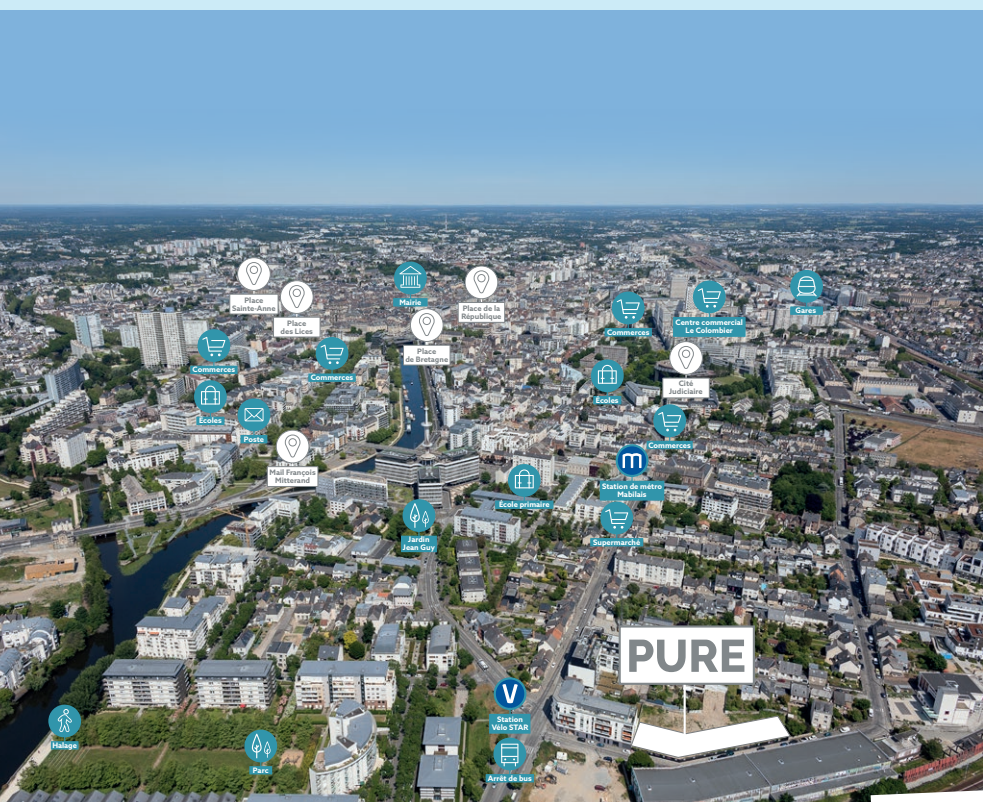 Place
Sainte-Anne
Place
des Lices
Mairie
Place de la
République
Gares
Commerces
Centre commercial
Le Colombier
Place
de Bretagne
Commerces
Commerces
Cité
Judiciaire
Écoles
Écoles
Poste
Commerces
Mail François
Mitterand
m
Station de métro
Mabilais
École primaire
Jardin
Jean Guy
Supermarché
PURE
V
Station
Vélo STAR
Halage
Parc
Arrêt de bus